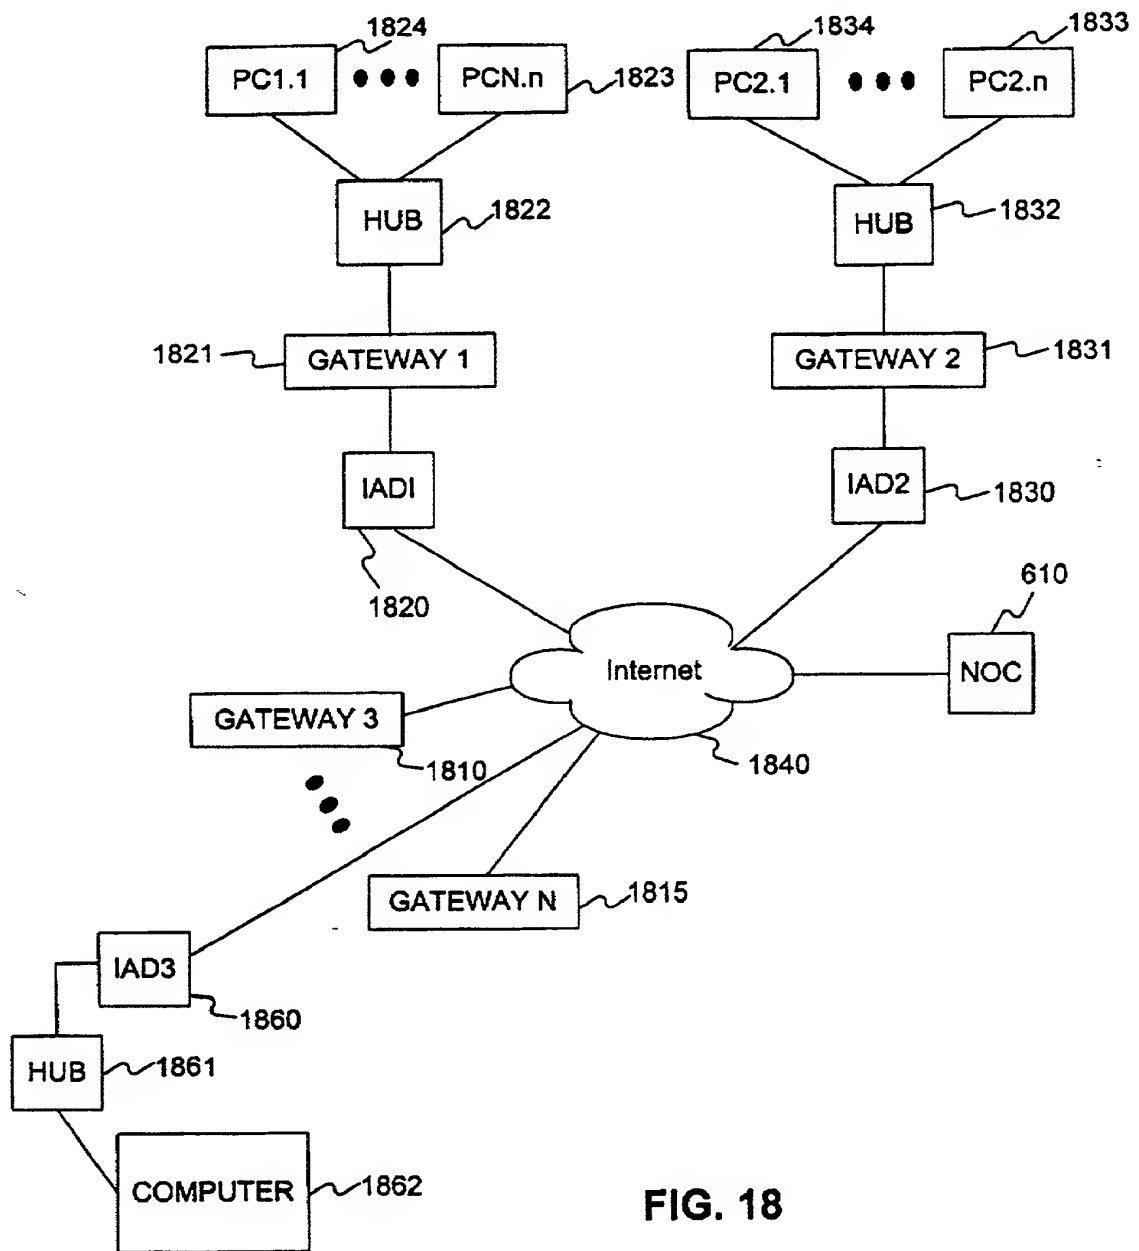 1824
1834
1833
PC1.1
PCN.n
1823
PC2.1
PC2.n
HUB
1822
HUB
1832
1821
GATEWAY 1
GATEWAY 2
1831
IADI
IAD2
1830
1820
610
Internet
NOC
GATEWAY 3
1810
1840
GATEWAY N
1815
IAD3
1860
HUB
1861
COMPUTER
1862
FIG. 18